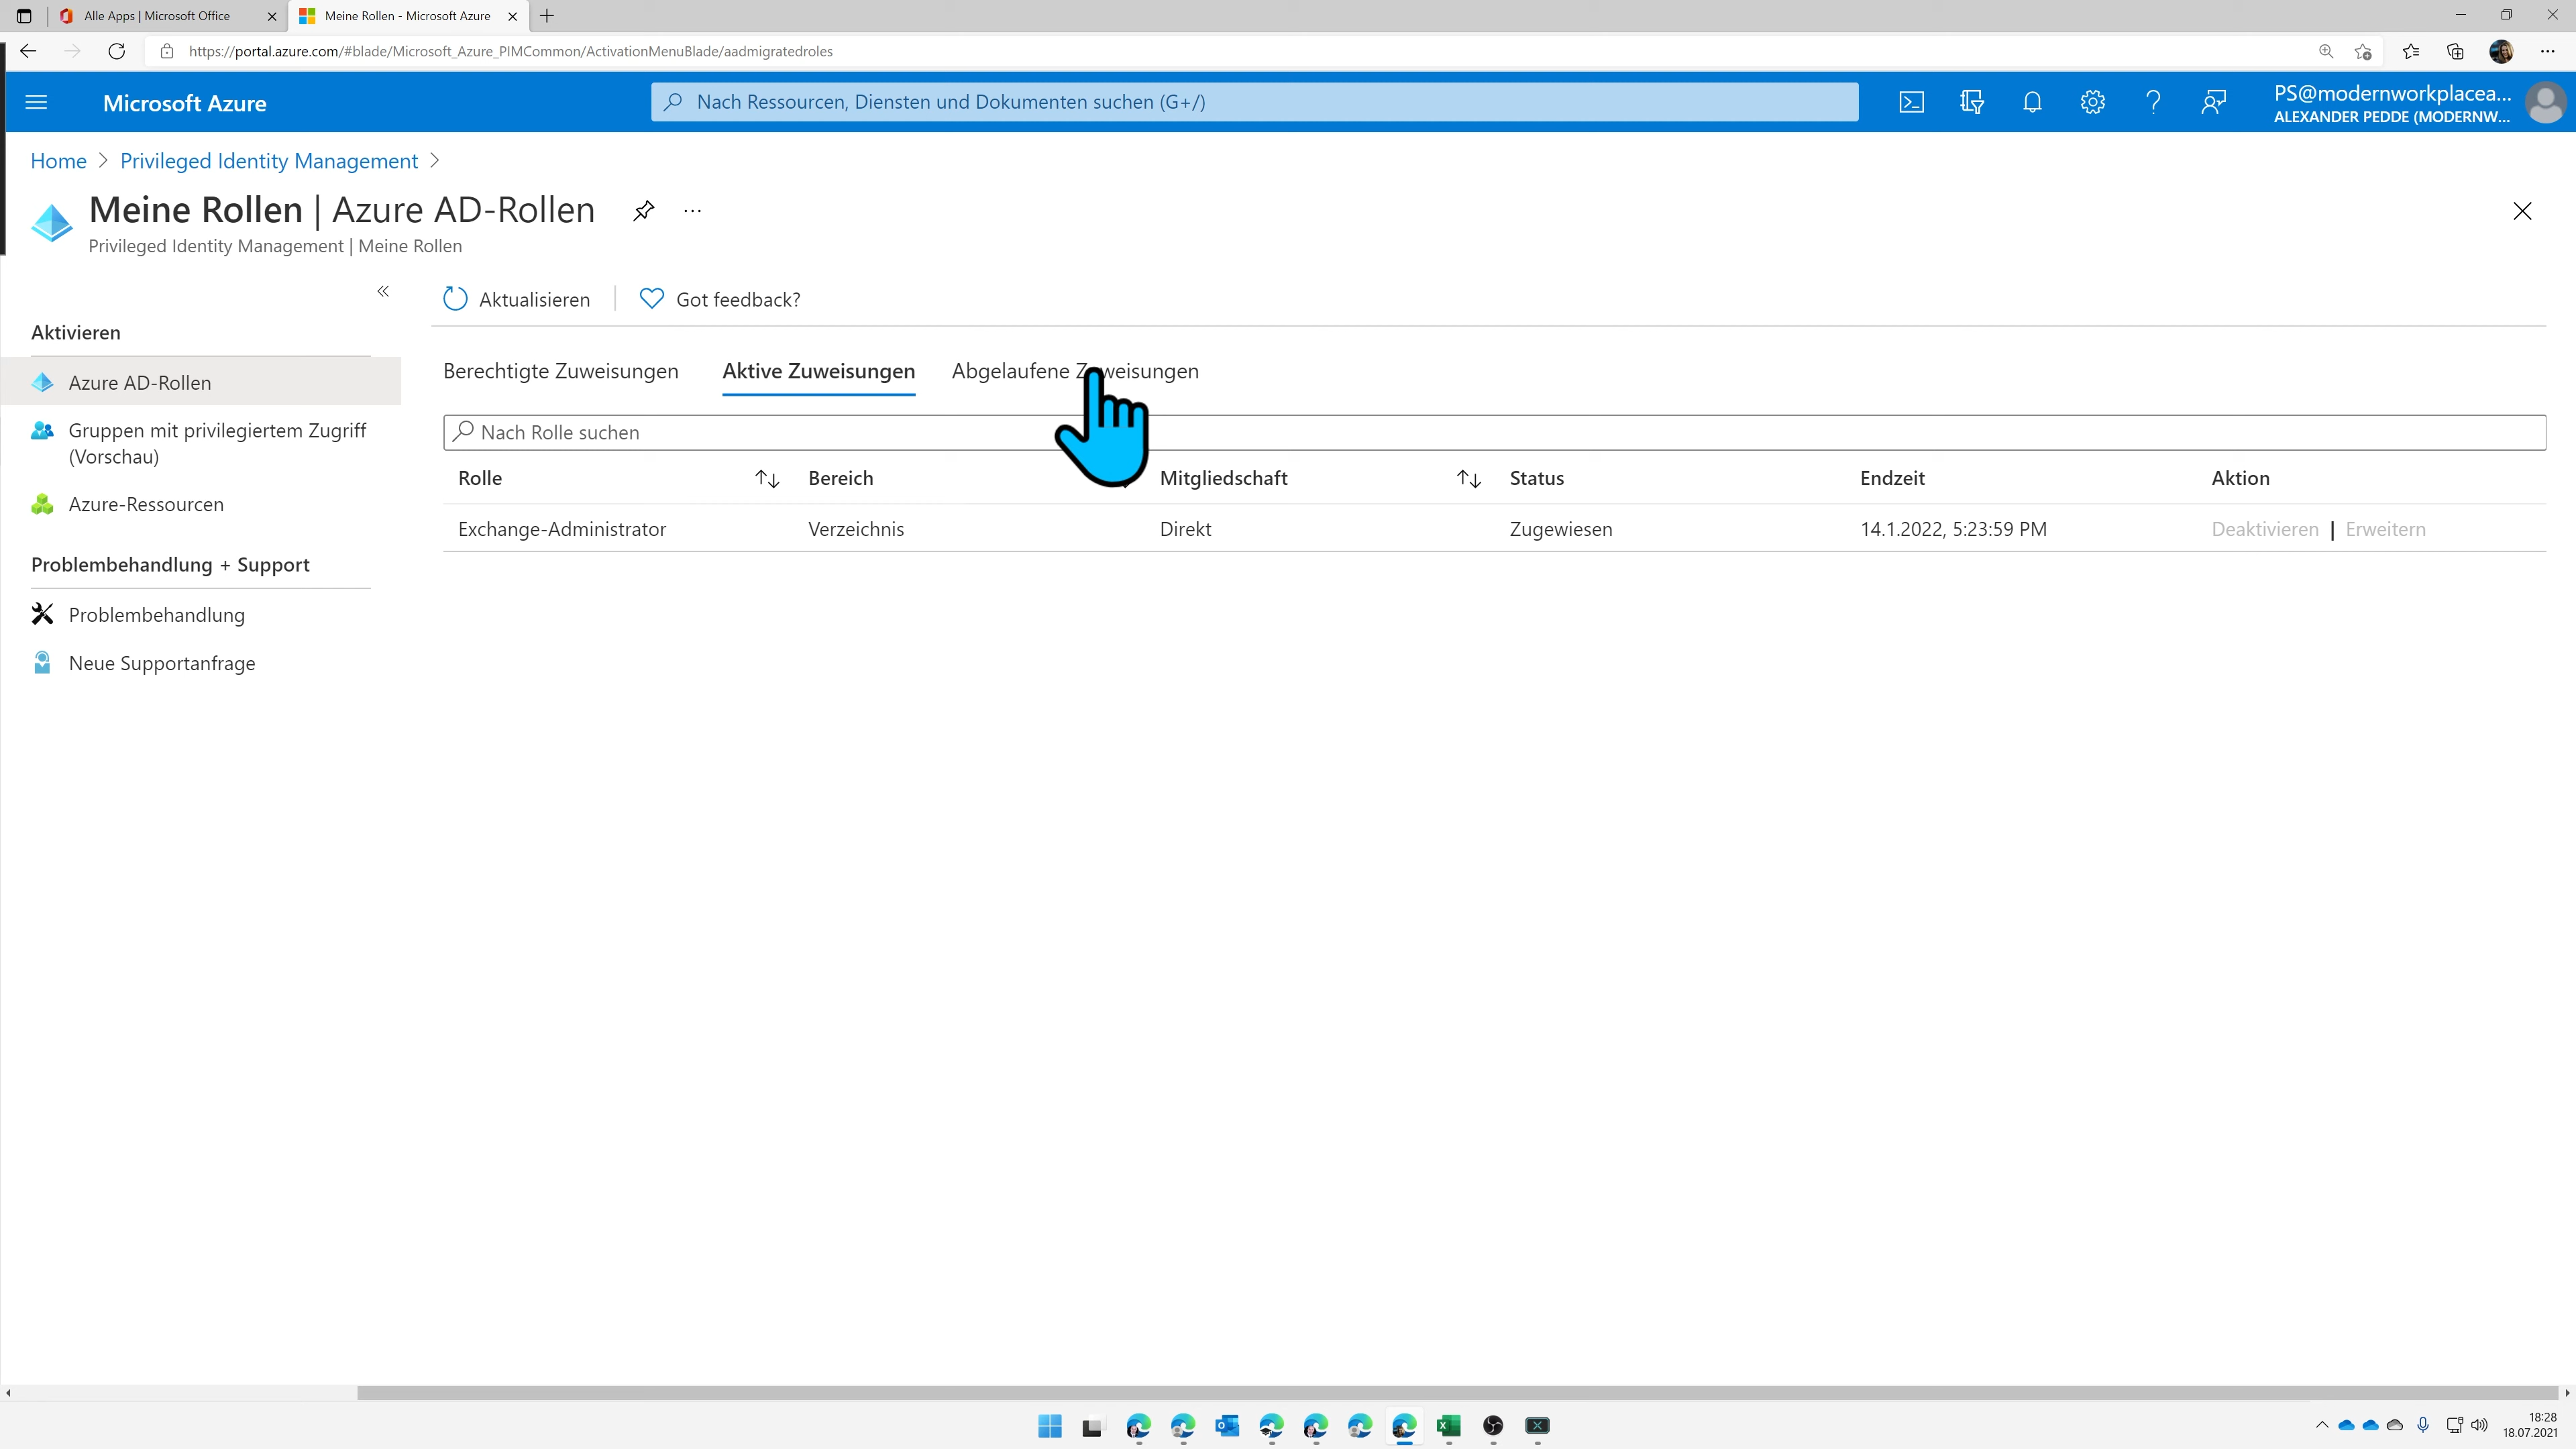 Alle Apps | Microsoft Office
Meine Rollen - Microsoft Azure
https://portal.azure.com/#blade/Microsoft_Azure_PIMCommon/ActivationMenuBlade/aadmigratedroles
Microsoft Azure
Nach Ressourcen, Diensten und Dokumenten suchen (G+/)
PS@modernworkplacea...
ALEXANDER PEDDE (MODERNW...
Home > Privileged Identity Management >
Meine Rollen | Azure AD-Rollen
Privileged Identity Management | Meine Rollen
Aktualisieren
Got feedback?
Aktivieren
Azure AD-Rollen
Gruppen mit privilegiertem Zugriff
(Vorschau)
Azure-Ressourcen
Problembehandlung + Support
Problembehandlung
Neue Supportanfrage
Berechtigte Zuweisungen Aktive Zuweisungen Abgelaufene Zuweisungen
Nach Rolle suchen
Rolle Bereich Mitgliedschaft Status Endzeit Aktion
Exchange-Administrator Verzeichnis Direkt Zugewiesen 14.1.2022, 5:23:59 PM Deaktivieren | Erweitern
18:28
18.07.2021